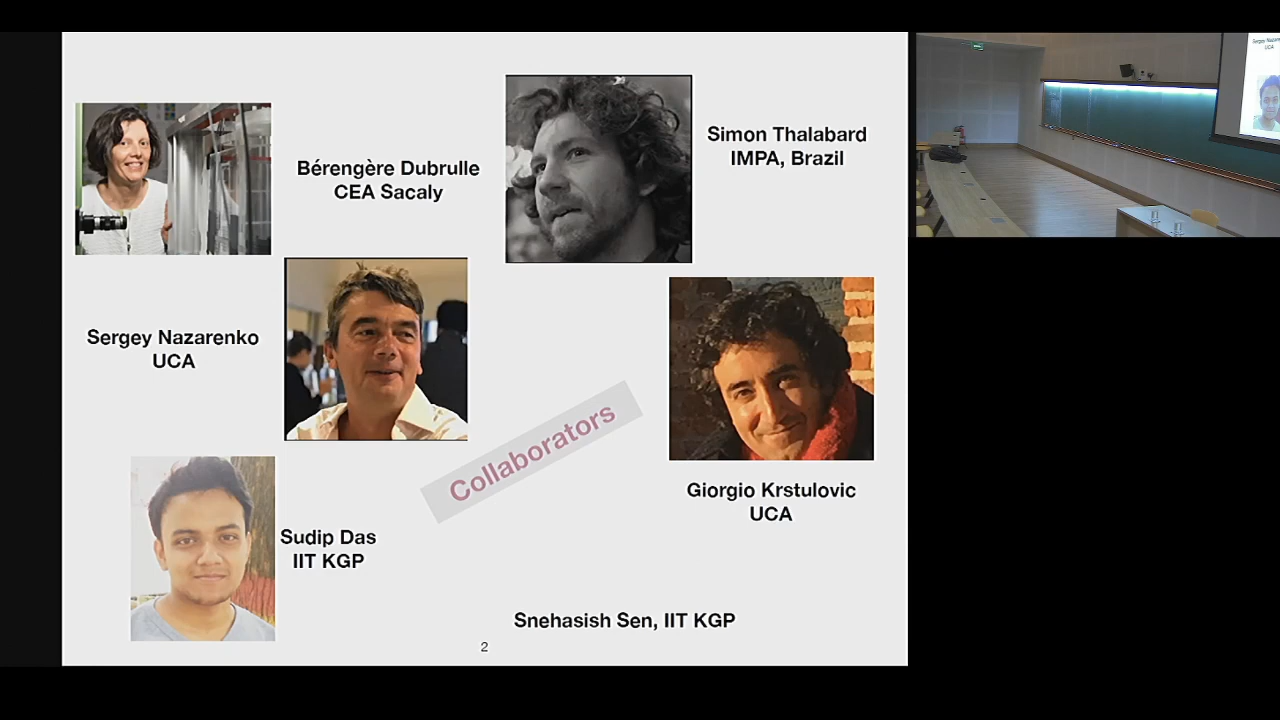 Bérengère Dubrulle
CEA Sacaly
Simon Thalabard
IMPA, Brazil
Sergey Nazarenko
UCA
Collaborators
Giorgio Krstulovic
UCA
Sudip Das
IIT KGP
Snehasish Sen, IIT KGP
2